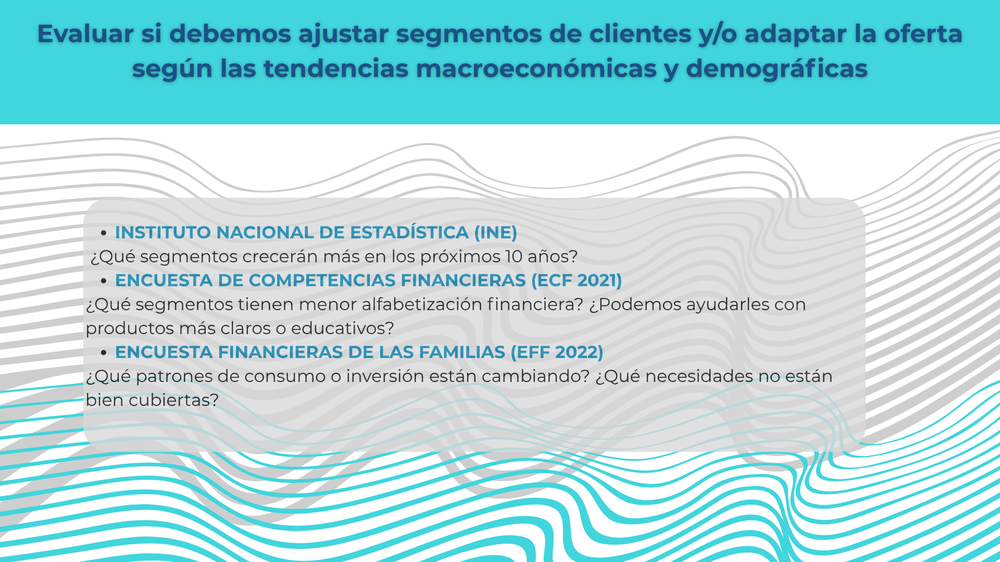 Evaluar si debemos ajustar segmentos de clientes y/o adaptar la oferta
según las tendencias macroeconómicas y demográficas
• INSTITUTO NACIONAL DE ESTADÍSTICA (INE)
¿Qué segmentos crecerán más en los próximos 10 años?
• ENCUESTA DE COMPETENCIAS FINANCIERAS (ECF 2021)
¿Qué segmentos tienen menor alfabetización financiera? ¿Podemos ayudarles con
productos más claros o educativos?
• ENCUESTA FINANCIERAS DE LAS FAMILIAS (EFF 2022)
¿Qué patrones de consumo o inversión están cambiando? ¿Qué necesidades no están
bien cubiertas?